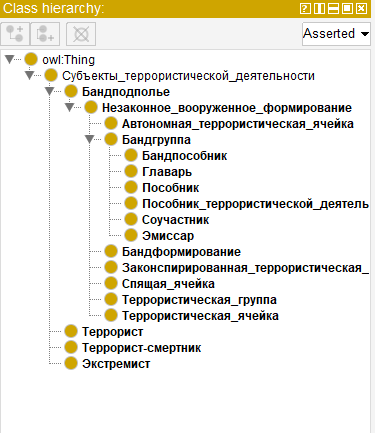 Class hierarchy:
Asserted
owl:Thing
Субъекты_террористической_деятельности
Бандподполье
Незаконное_вооруженное_формирование
Автономная_террористическая_ячейка
Бандгруппа
Бандпособник
Главарь
Пособник
Пособник_террористической_деятель
Соучастник
Эмиссар
Бандформирование
Законспирированная_террористическая_
Спящая_ячейка
Террористическая_группа
Террористическая_ячейка
Террорист
Террорист-смертник
Экстремист